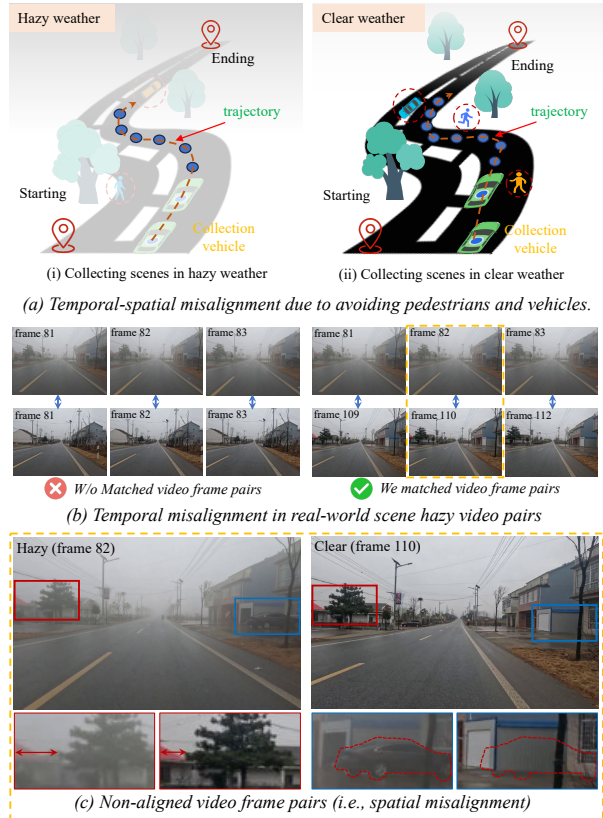 Hazy weather
Ending
trajectory
Starting
Collection
vehicle
(i) Collecting scenes in hazy weather
Clear weather
Ending
trajectory
Starting
Collection
vehicle
(ii) Collecting scenes in clear weather
(a) Temporal-spatial misalignment due to avoiding pedestrians and vehicles.
frame 81 frame 82 frame 83
frame 81 frame 82 frame 83
frame 81 frame 82 frame 83
frame 109 frame 110 frame 112
W/o Matched video frame pairs
We matched video frame pairs
(b) Temporal misalignment in real-world scene hazy video pairs
Hazy (frame 82)
Clear (frame 110)
(c) Non-aligned video frame pairs (i.e., spatial misalignment)